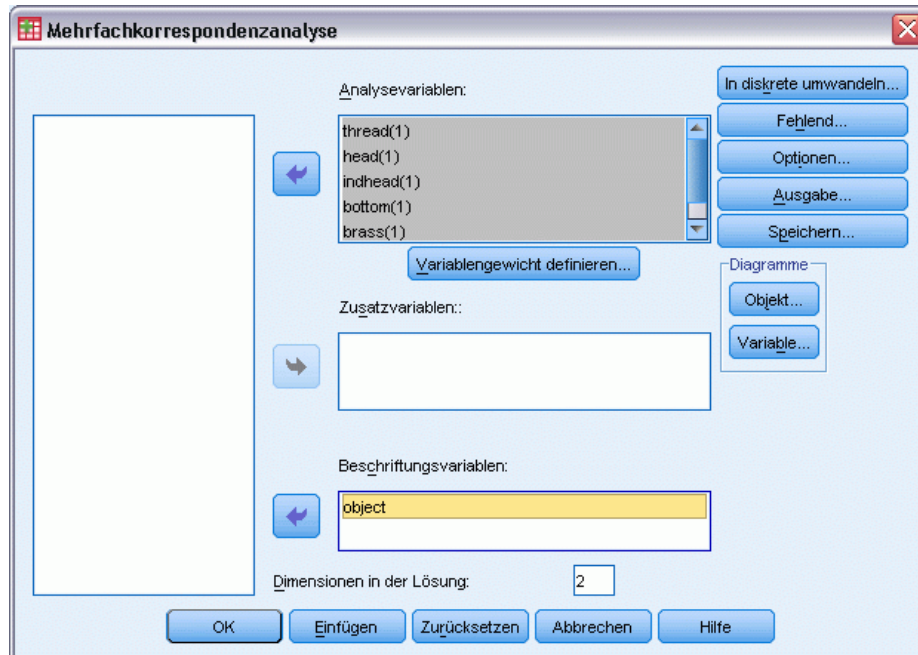 Mehrfachkorrespondenzanalyse
Analysevariablen:
thread(1)
head(1)
indhead(1)
bottom(1)
brass(1)
Variablengewicht definieren...
Zusatzvariablen::
Beschriftungsvariablen:
object
Dimensionen in der Lösung:
2
In diskrete umwandeln...
Fehlend...
Optionen...
Ausgabe...
Speichern...
Diagramme
Objekt...
Variable...
OK
Einfügen
Zurücksetzen
Abbrechen
Hilfe